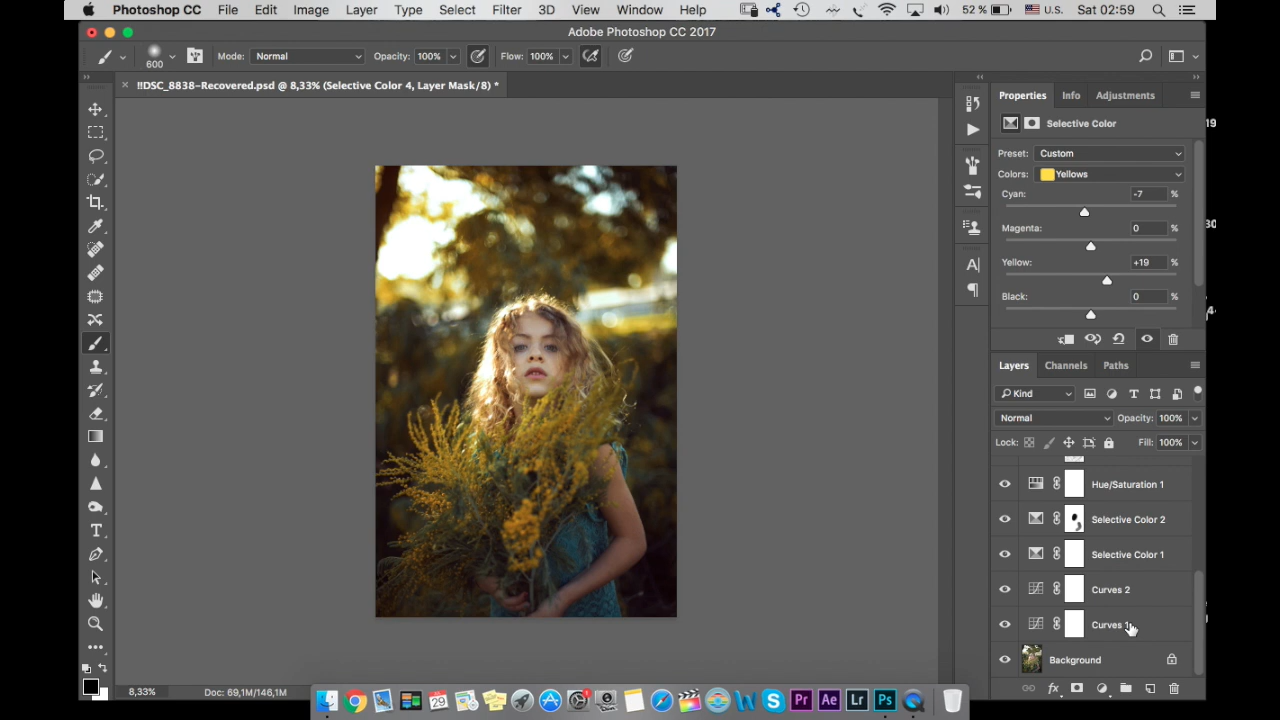 Photoshop CC File Edit Image Layer Type Select Filter 3D View Window Help 52 % U.S. Sat 02:59
Adobe Photoshop CC 2017
600 Mode: Normal Opacity: 100% Flow: 100%
!!DSC_8838-Recovered.psd @ 8,33% (Selective Color 4, Layer Mask/8) *
Properties Info Adjustments
Selective Color
Preset: Custom
Colors: Yellows
Cyan: -7 %
Magenta: 0 %
Yellow: +19 %
Black: 0 %
Layers Channels Paths
Kind
Normal Opacity: 100%
Lock: Fill: 100%
Hue/Saturation 1
Selective Color 2
Selective Color 1
Curves 2
Curves 1
Background
8,33% Doc: 69,1M/146,1M